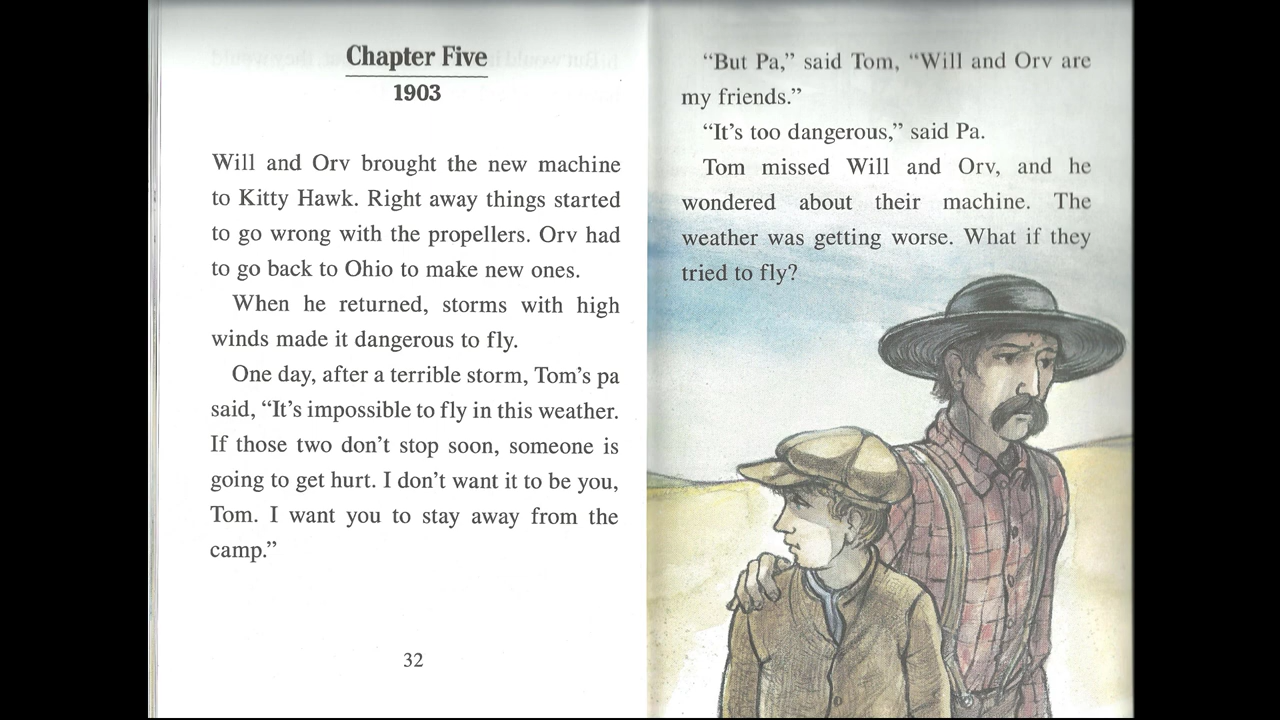 Chapter Five
1903
Will and Orv brought the new machine
to Kitty Hawk. Right away things started
to go wrong with the propellers. Orv had
to go back to Ohio to make new ones.
When he returned, storms with high
winds made it dangerous to fly.
One day, after a terrible storm, Tom’s pa
said, “It’s impossible to fly in this weather.
If those two don’t stop soon, someone is
going to get hurt. I don’t want it to be you,
Tom. I want you to stay away from the
camp.”
32
“But Pa,” said Tom, “Will and Orv are
my friends.”
“It’s too dangerous,” said Pa.
Tom missed Will and Orv, and he
wondered about their machine. The
weather was getting worse. What if they
tried to fly?